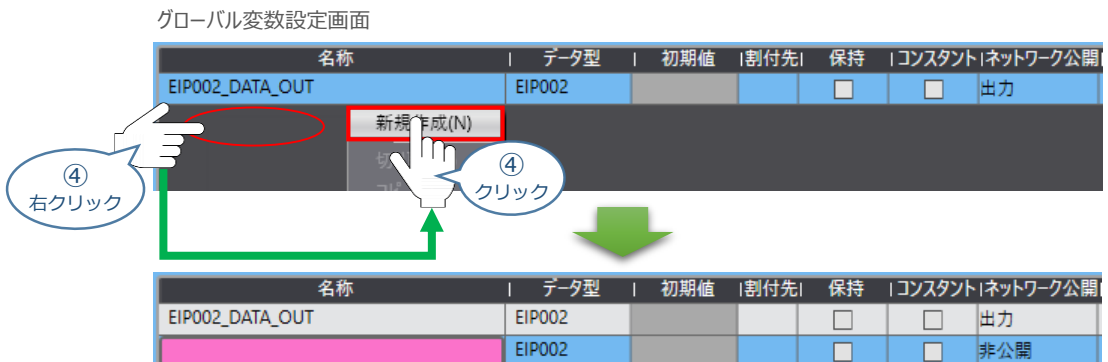 グローバル変数設定画面
名称 データ型 初期値 割付先 保持 コンスタント ネットワーク公開
EIP002_DATA_OUT EIP002 出力
新規作成(N)
④
右クリック
④
クリック
名称 データ型 初期値 割付先 保持 コンスタント ネットワーク公開
EIP002_DATA_OUT EIP002 出力
EIP002 非公開